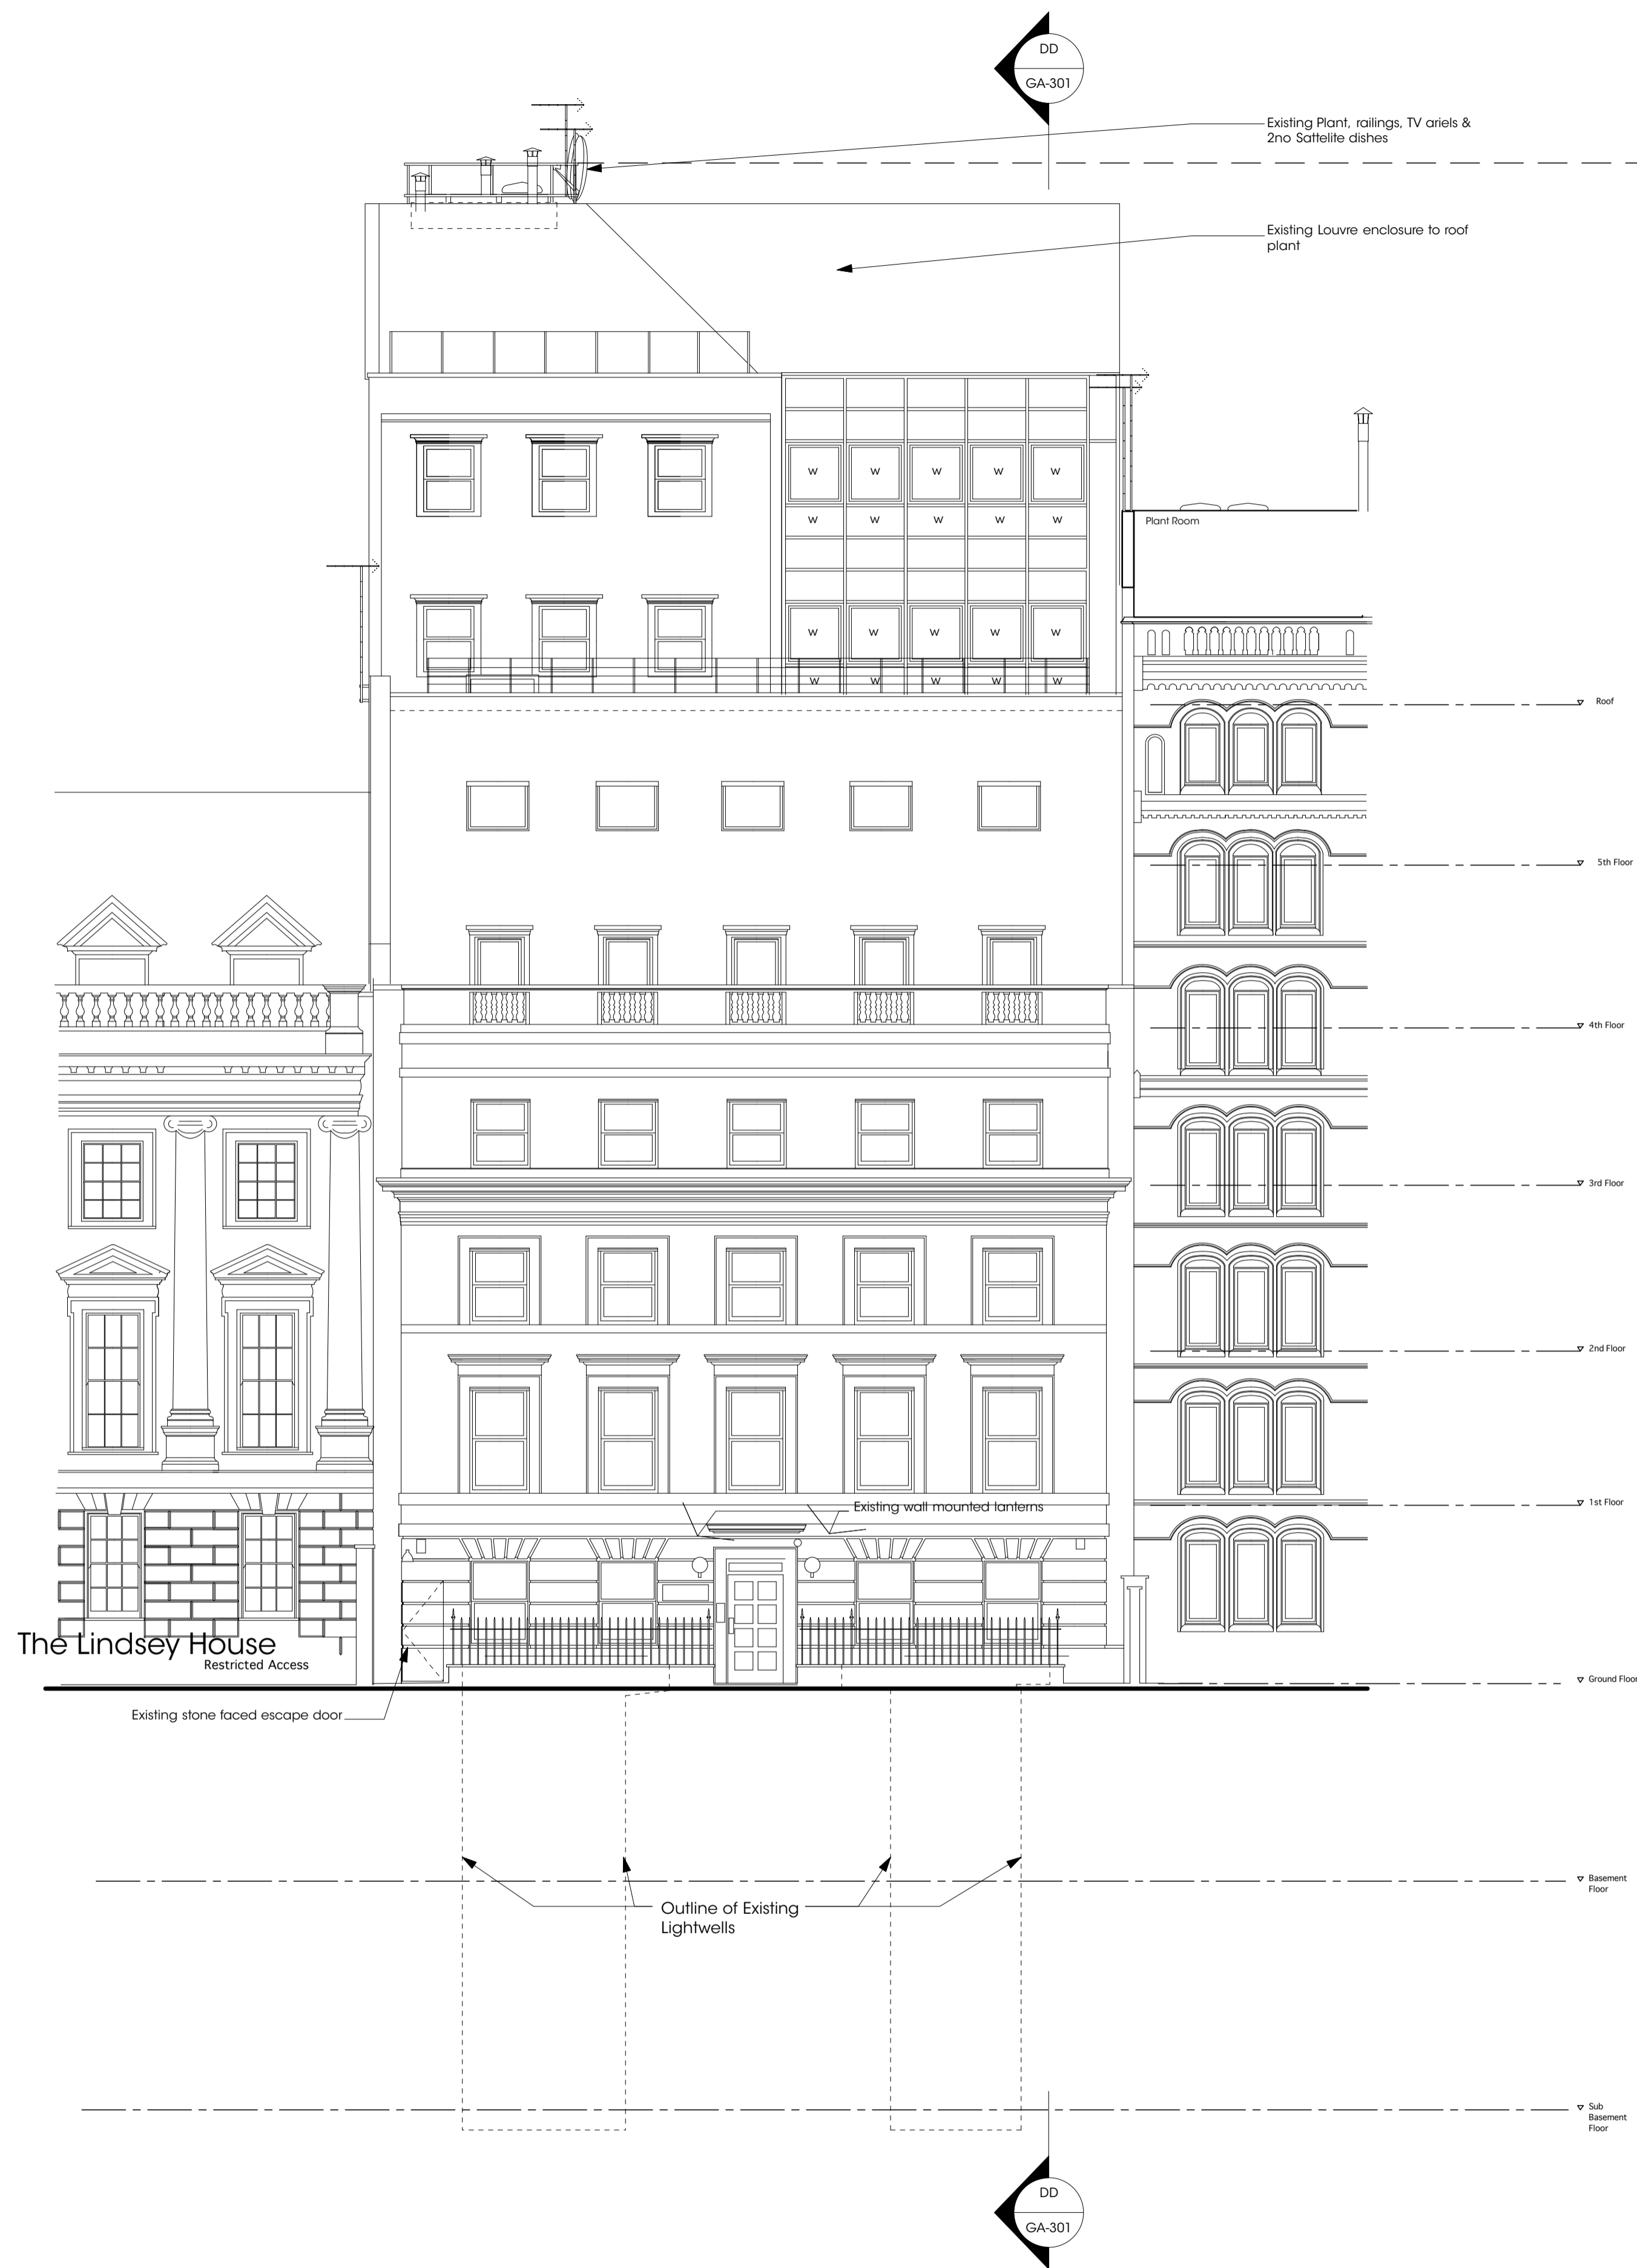 DD
GA-301
Existing Plant, railings, TV ariels &
2no Sattelite dishes
Existing Louvre enclosure to roof
plant
W W W W W
W W W W W
Plant Room
W W W W W
W W W W W
Roof
5th Floor
4th Floor
3rd Floor
2nd Floor
1st Floor
Existing wall mounted lanterns
The Lindsey House
Restricted Access
Ground Floor
Existing stone faced escape door
Basement
Floor
Outline of Existing
Lightwells
Sub
Basement
Floor
DD
GA-301